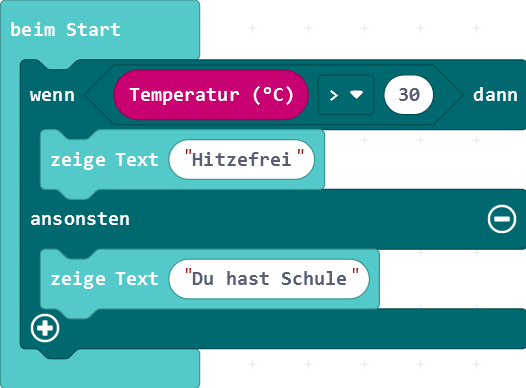 beim Start
wenn Temperatur (°C) > 30 dann
zeige Text "Hitzefrei"
ansonsten
zeige Text "Du hast Schule"